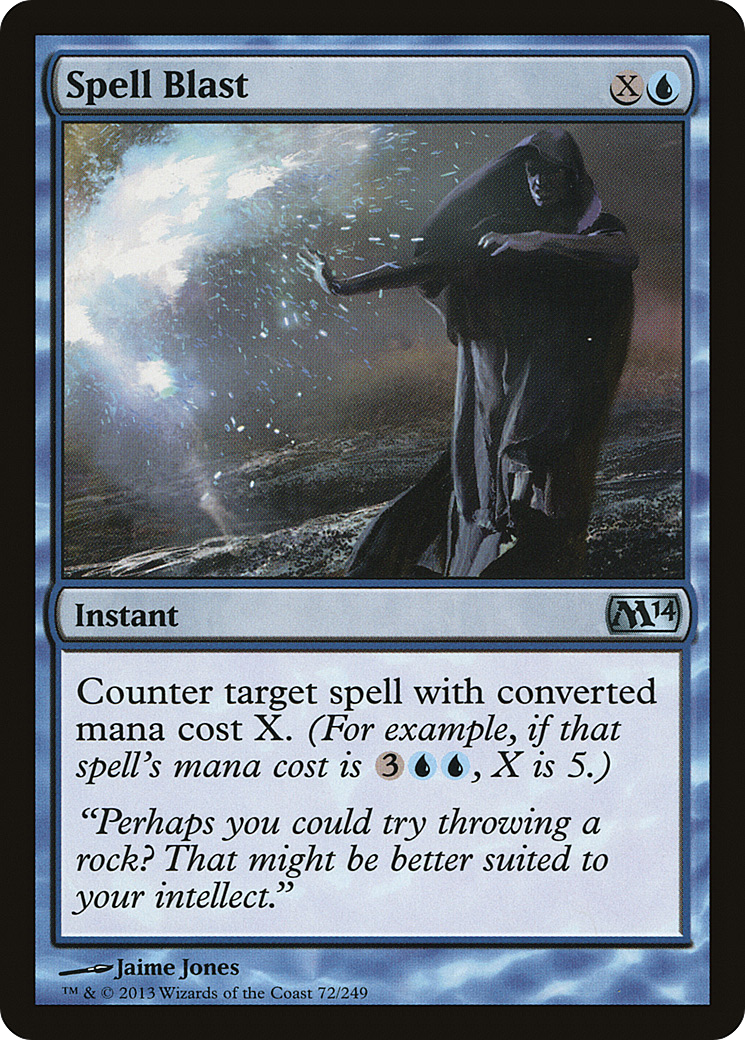 Spell Blast X
Instant M14
Counter target spell with converted
mana cost X. (For example, if that
spell's mana cost is 3, X is 5.)
“Perhaps you could try throwing a
rock? That might be better suited to
your intellect.”
Jaime Jones
™ & © 2013 Wizards of the Coast 72/249